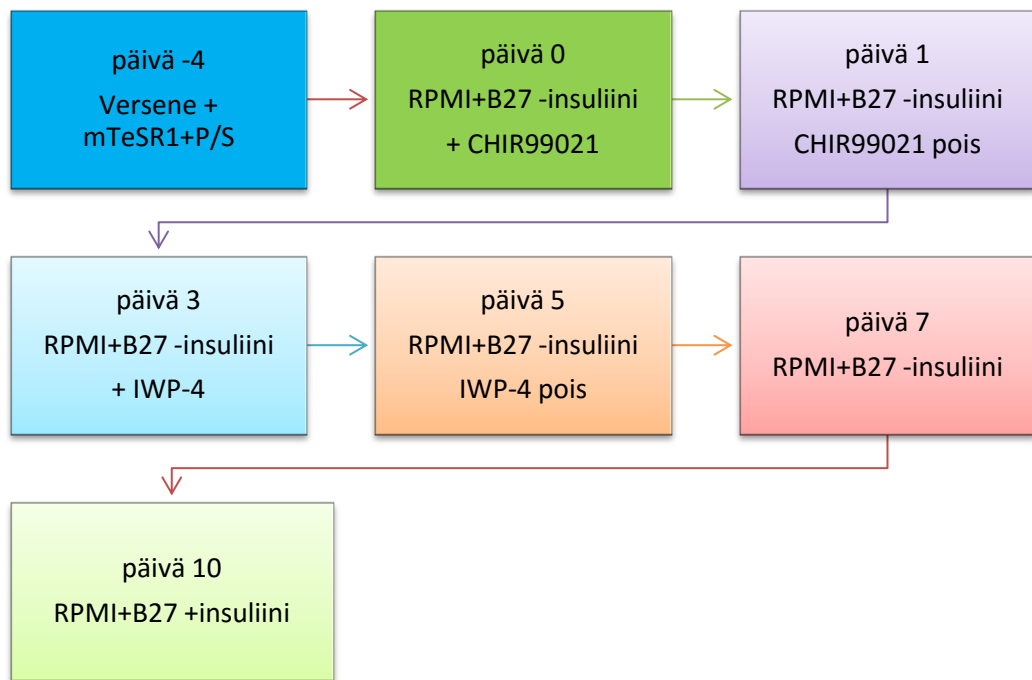 päivä -4
Versene +
mTeSR1+P/S
päivä 0
RPMI+B27 -insuliini
+ CHIR99021
päivä 1
RPMI+B27 -insuliini
CHIR99021 pois
päivä 3
RPMI+B27 -insuliini
+ IWP-4
päivä 5
RPMI+B27 -insuliini
IWP-4 pois
päivä 7
RPMI+B27 -insuliini
päivä 10
RPMI+B27 +insuliini